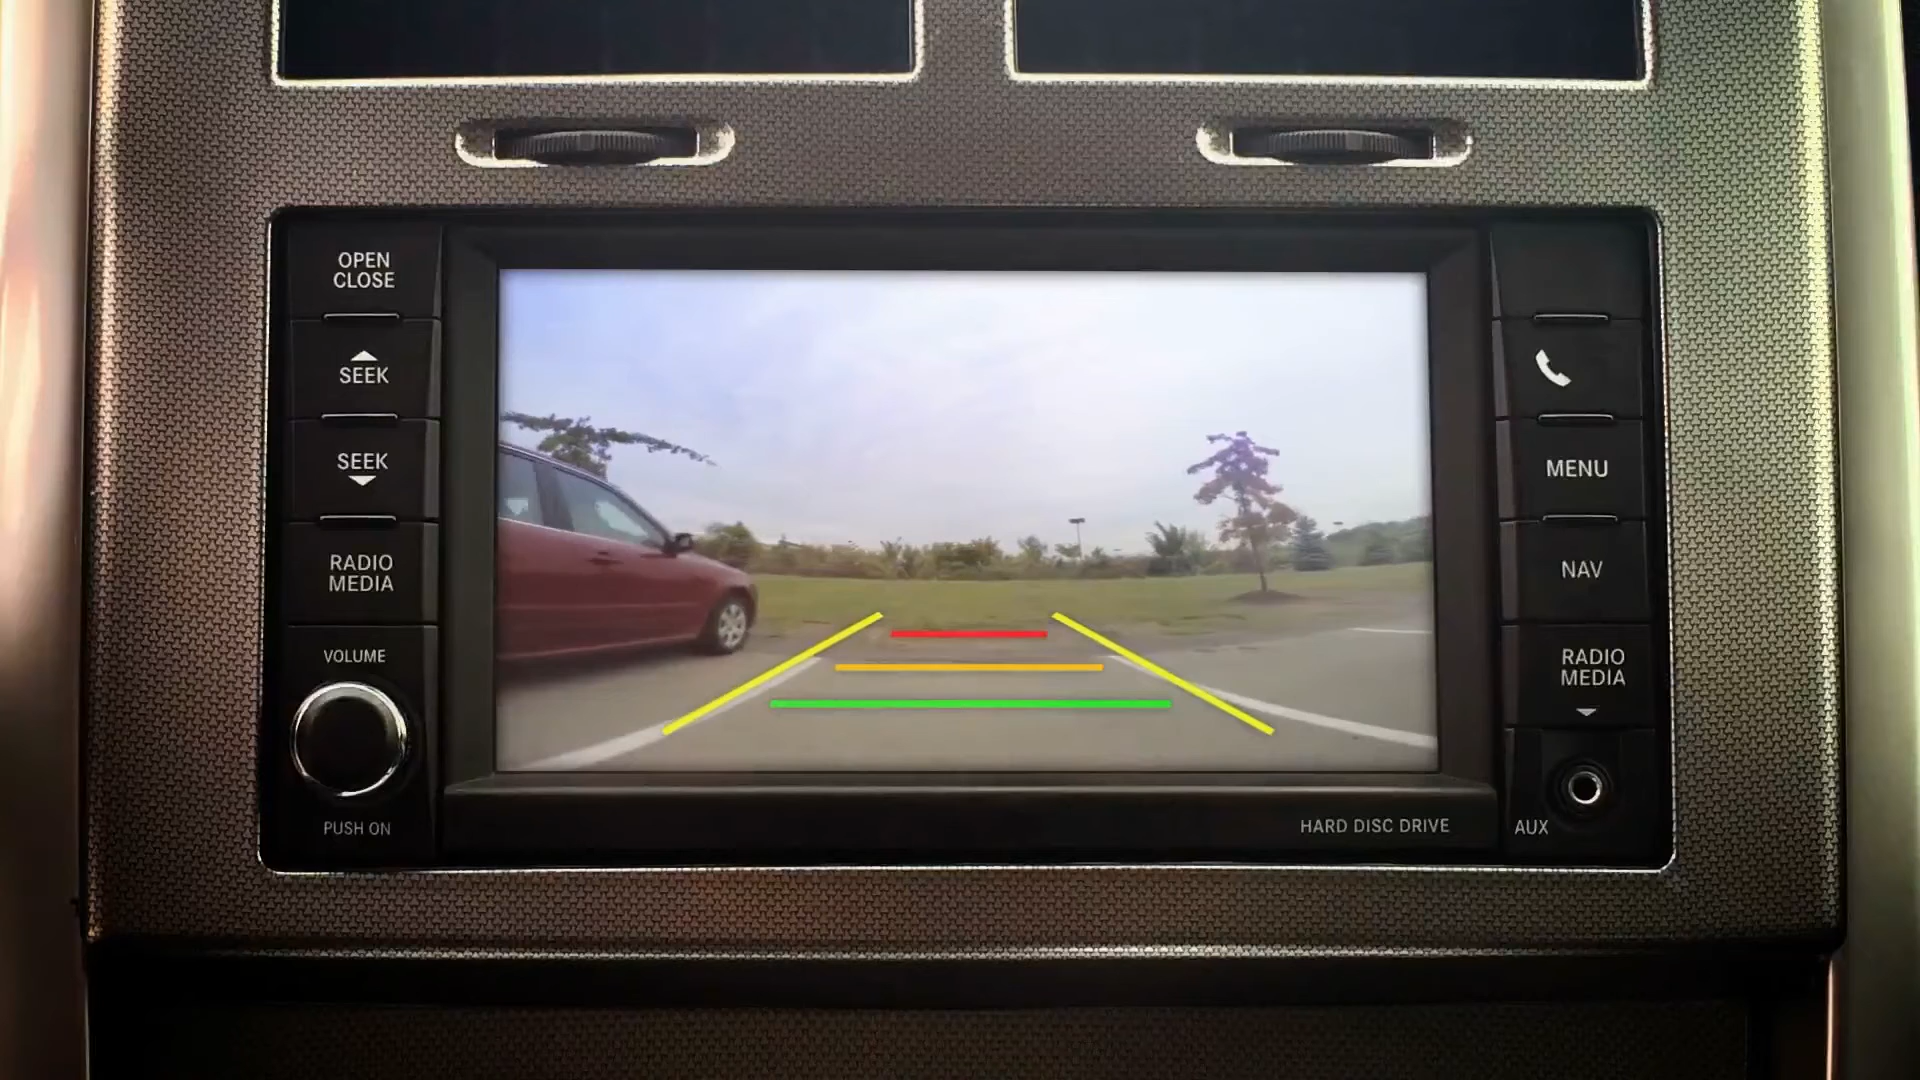 OPEN
CLOSE
SEEK
SEEK
RADIO
MEDIA
VOLUME
PUSH ON
MENU
NAV
RADIO
MEDIA
HARD DISC DRIVE
AUX